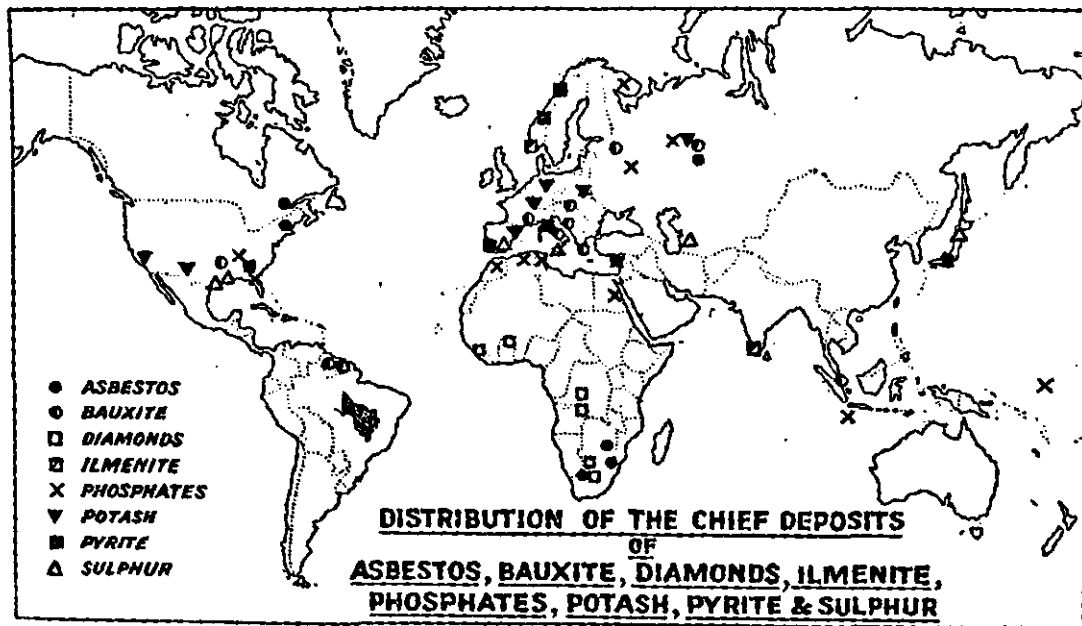 ASBESTOS
BAUXITE
DIAMONDS
ILMENITE
PHOSPHATES
POTASH
PYRITE
SULPHUR
DISTRIBUTION OF THE CHIEF DEPOSITS
OF
ASBESTOS, BAUXITE, DIAMONDS, ILMENITE,
PHOSPHATES, POTASH, PYRITE & SULPHUR